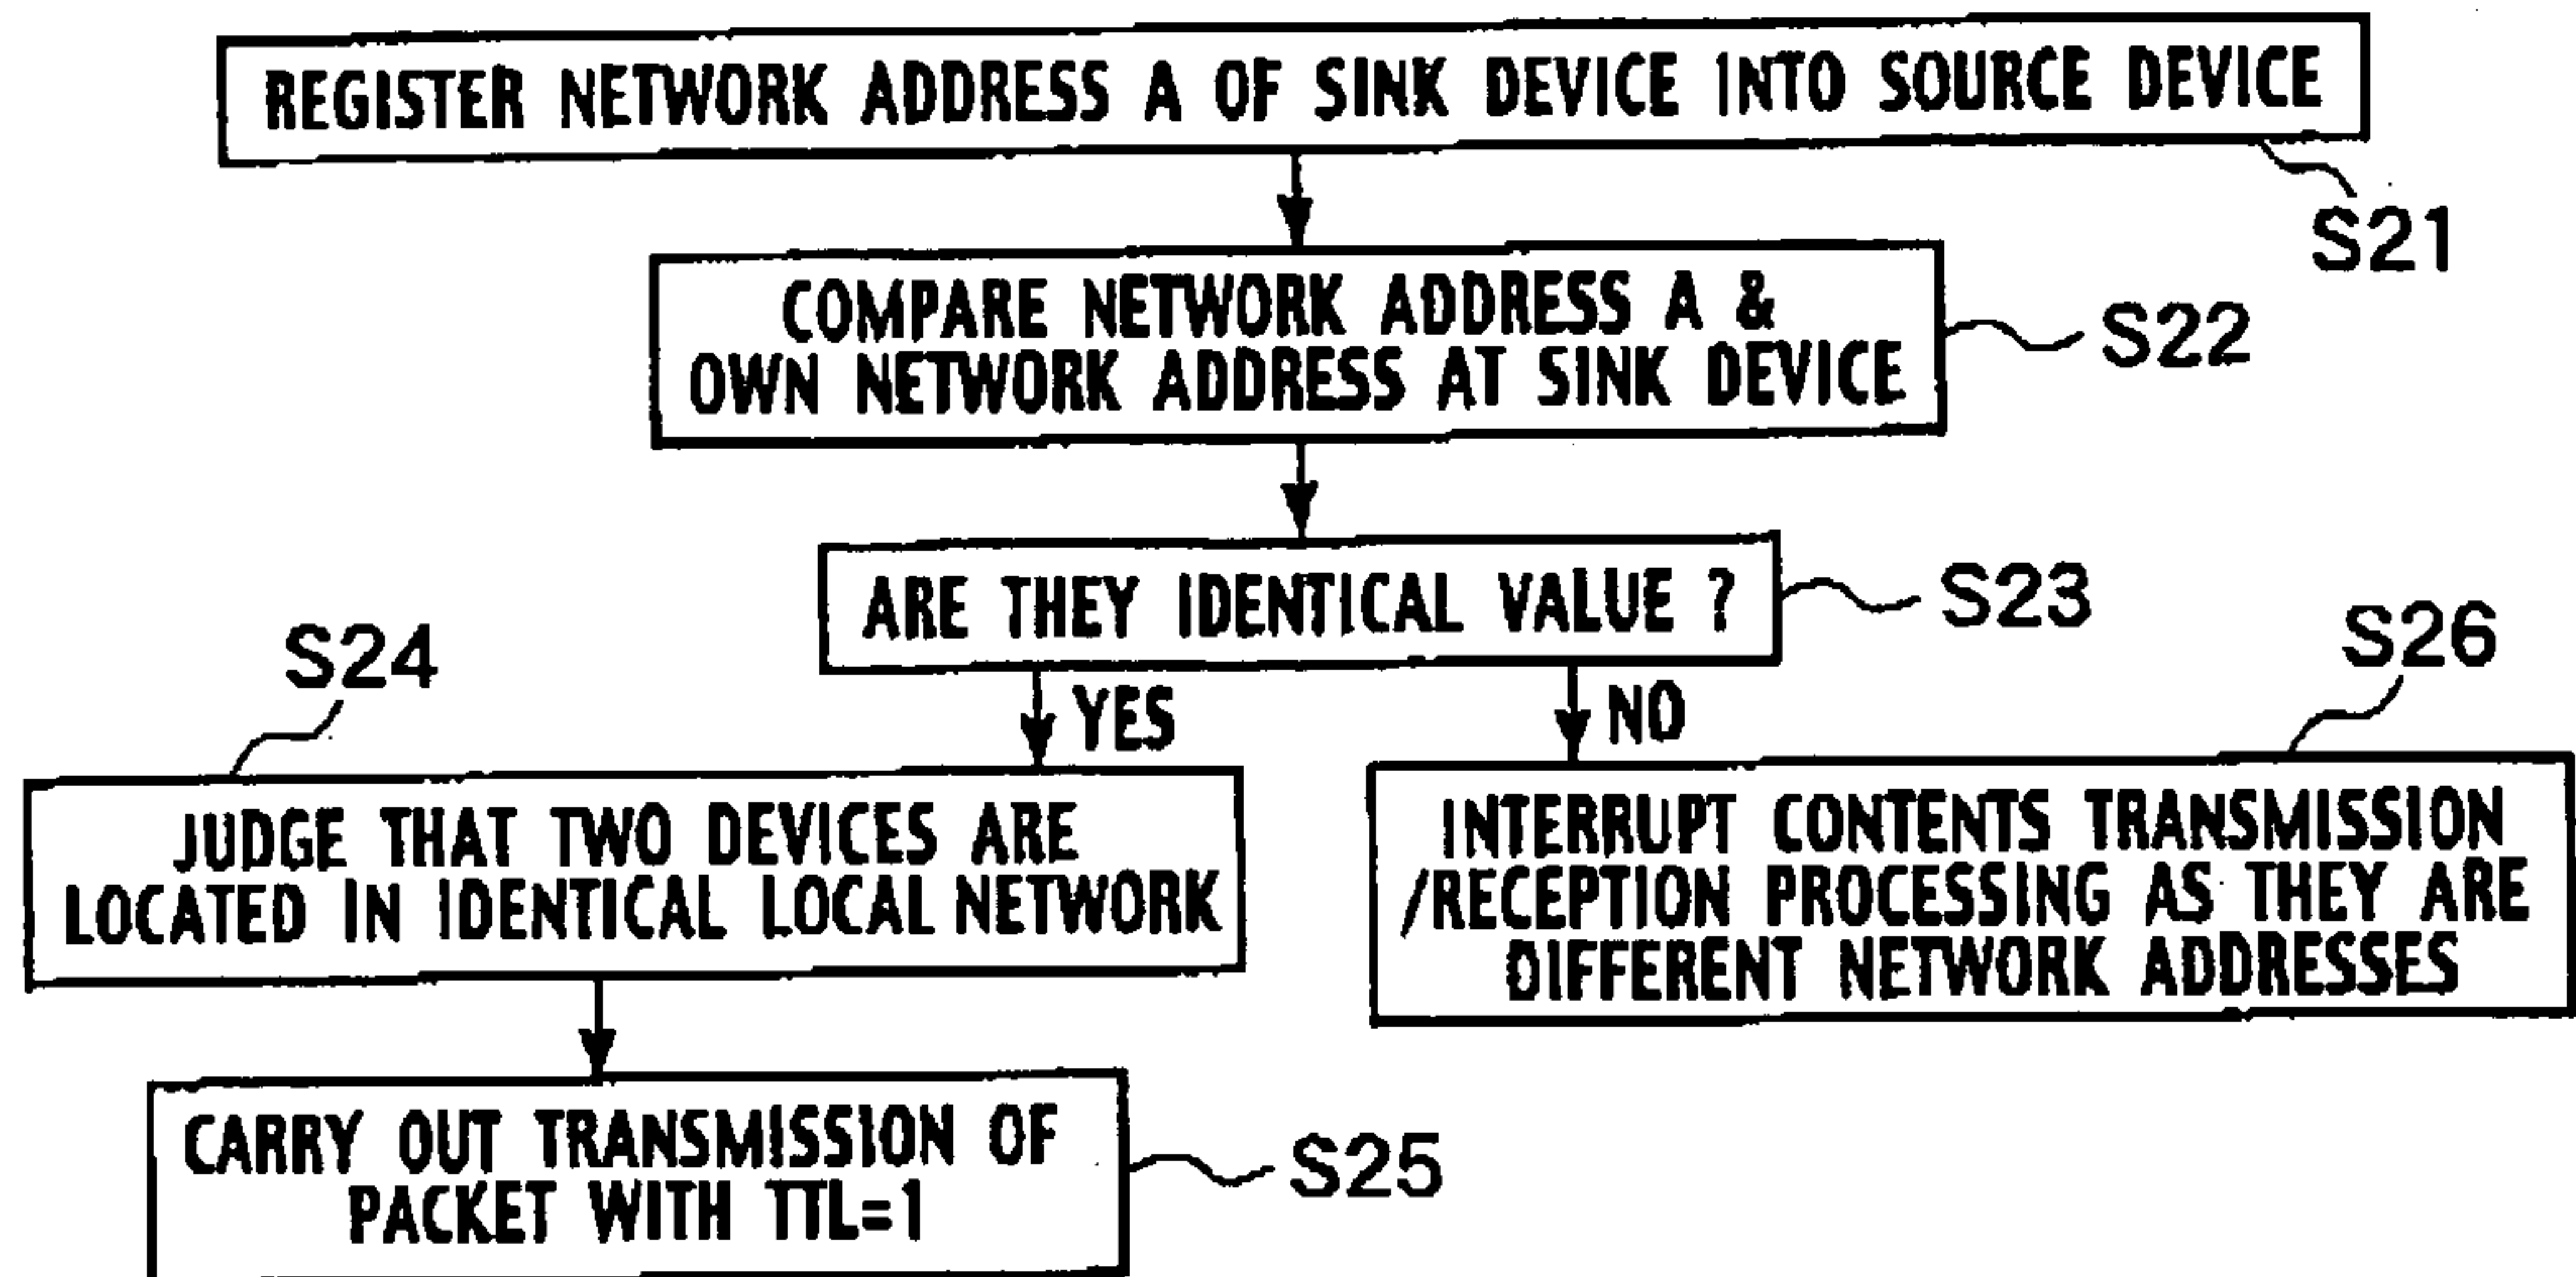 REGISTER NETWORK ADDRESS A OF SINK DEVICE INTO SOURCE DEVICE
S21
COMPARE NETWORK ADDRESS A &
OWN NETWORK ADDRESS AT SINK DEVICE
S22
ARE THEY IDENTICAL VALUE ?
S23
S24
YES
NO
S26
JUDGE THAT TWO DEVICES ARE
LOCATED IN IDENTICAL LOCAL NETWORK
INTERRUPT CONTENTS TRANSMISSION
/RECEPTION PROCESSING AS THEY ARE
DIFFERENT NETWORK ADDRESSES
CARRY OUT TRANSMISSION OF
PACKET WITH TTL=1
S25